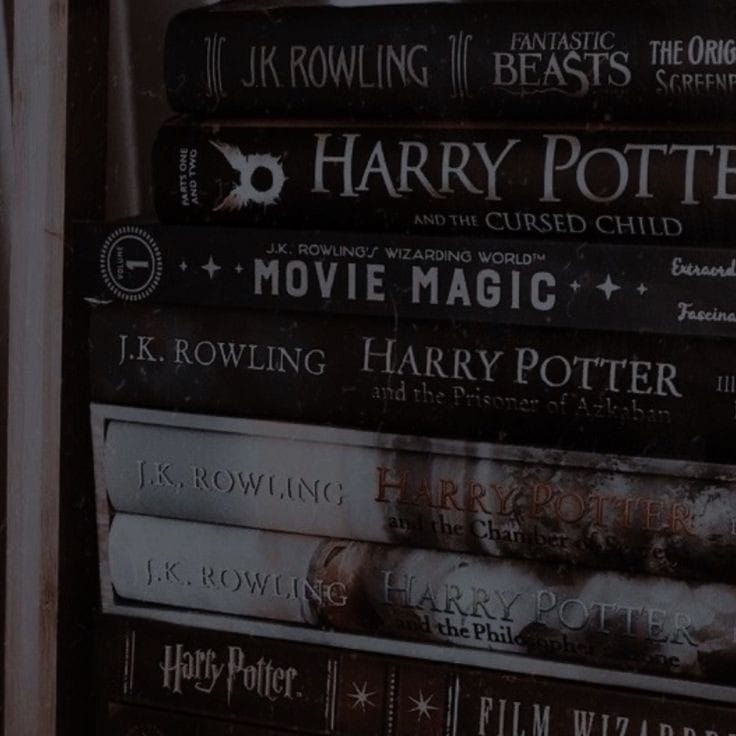 J.K. ROWLING FANTASTIC BEASTS THE ORIG
SCREENP
PARTS ONE AND TWO
HARRY POTTE
AND THE CURSED CHILD
VOLUME 1
J.K. ROWLING'S WIZARDING WORLD™
MOVIE MAGIC
Extraord
Fascina
J.K. ROWLING HARRY POTTER
and the Prisoner of Azkaban
J.K. ROWLING HARRY POTTER
and the Chamber of Secrets
J.K. ROWLING HARRY POTTER
and the Philosopher's Stone
Harry Potter
FILM WIZARDR